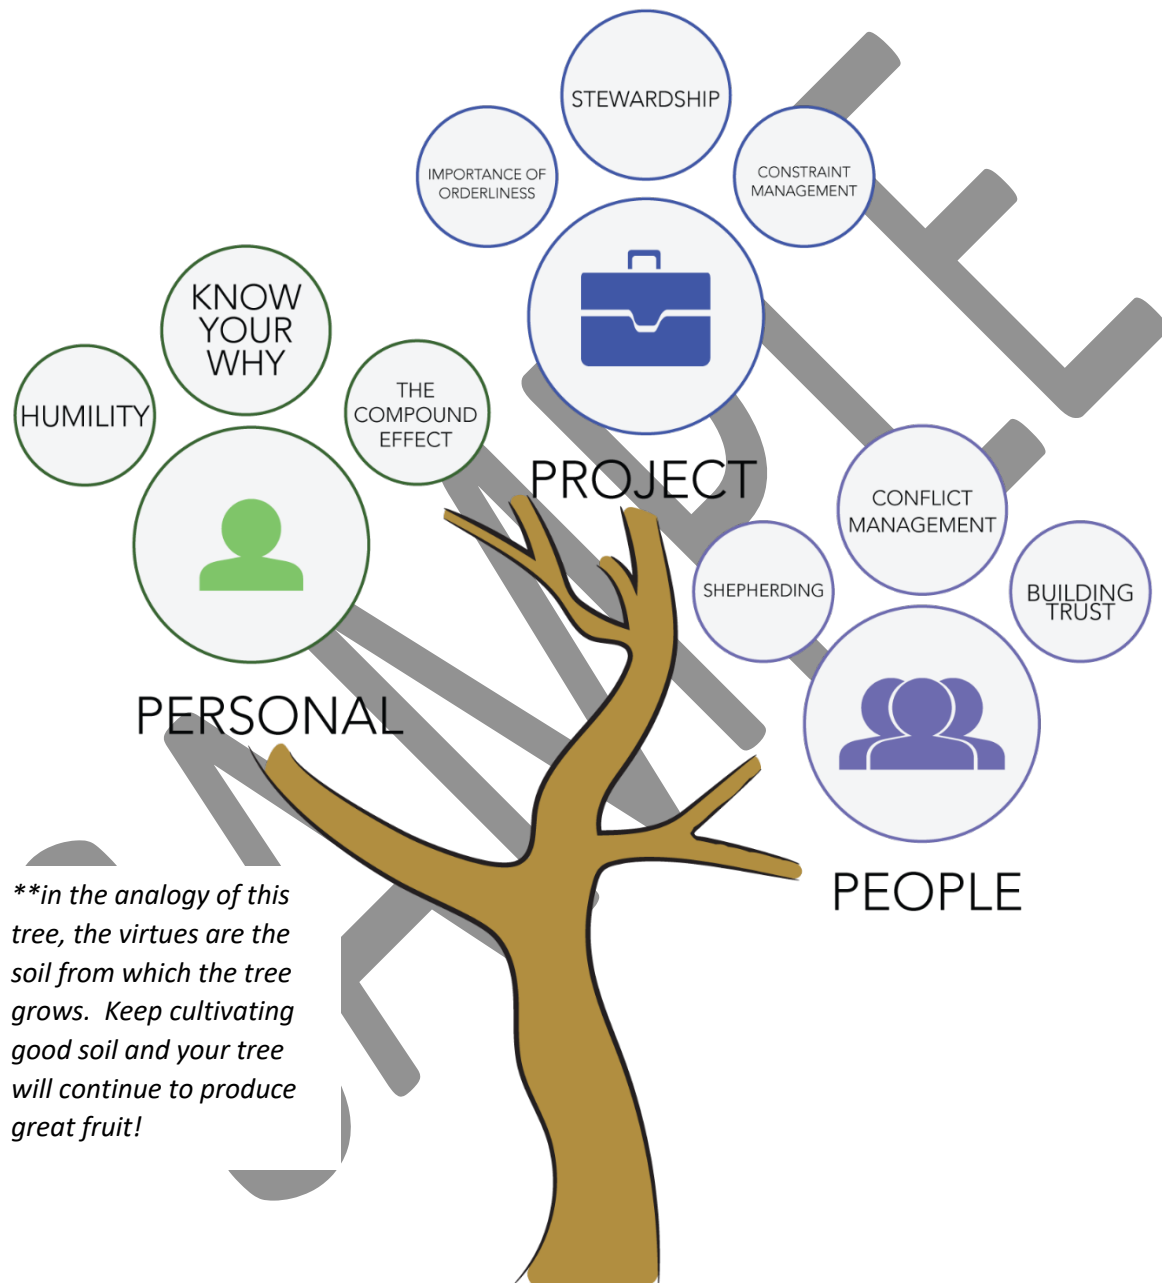 STEWARDSHIP
IMPORTANCE OF
ORDERLINESS
CONSTRAINT
MANAGEMENT
KNOW
YOUR
WHY
HUMILITY
THE
COMPOUND
EFFECT
PROJECT
CONFLICT
MANAGEMENT
SHEPHERDING
BUILDING
TRUST
PERSONAL
PEOPLE
**in the analogy of this
tree, the virtues are the
soil from which the tree
grows.  Keep cultivating
good soil and your tree
will continue to produce
great fruit!
SAMPLE